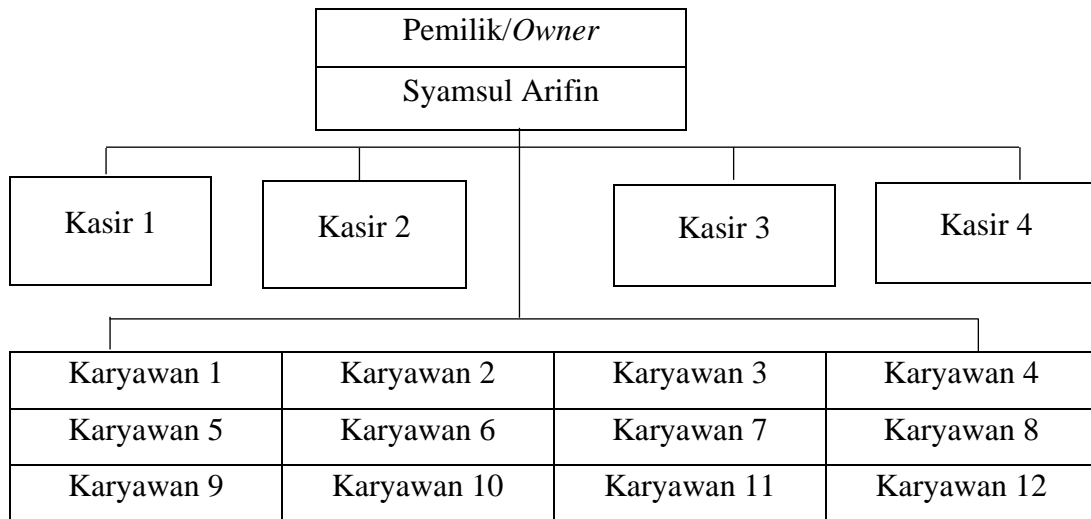 Pemilik/Owner
Syamsul Arifin
Kasir 1
Kasir 2
Kasir 3
Kasir 4
Karyawan 1 Karyawan 2 Karyawan 3 Karyawan 4
Karyawan 5 Karyawan 6 Karyawan 7 Karyawan 8
Karyawan 9 Karyawan 10 Karyawan 11 Karyawan 12